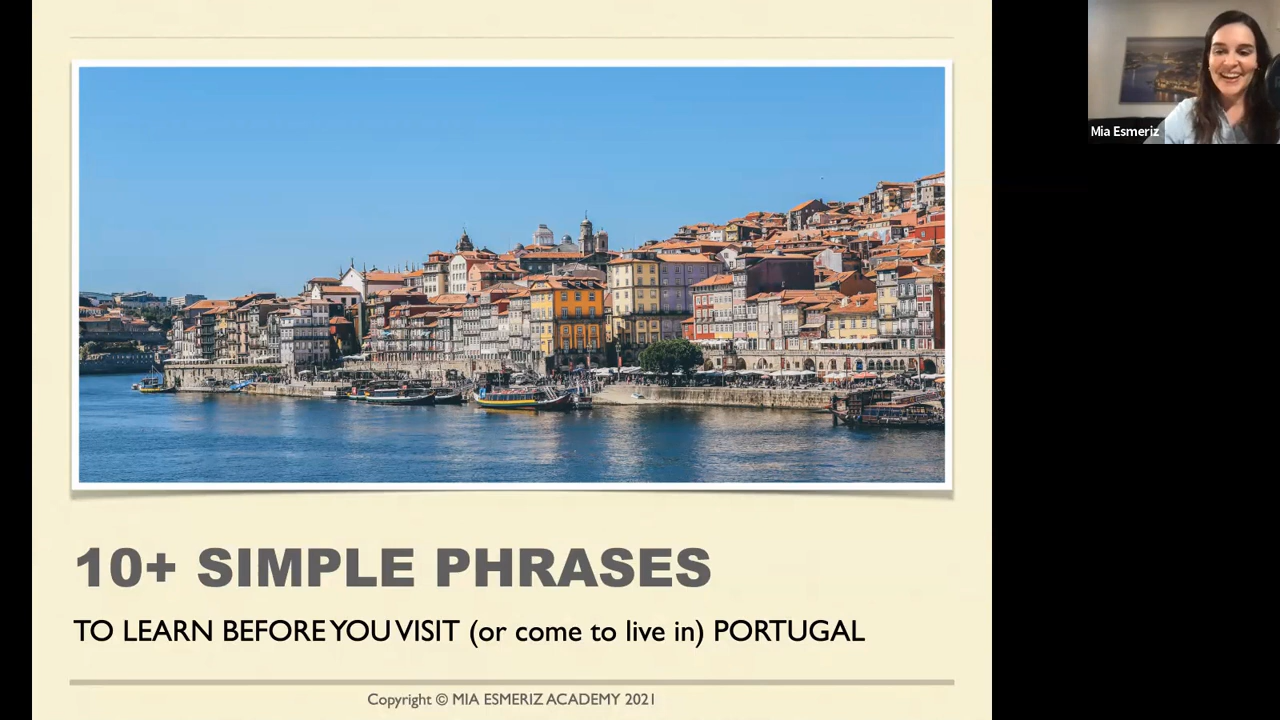 Mia Esmeriz
10+ SIMPLE PHRASES
TO LEARN BEFORE YOU VISIT (or come to live in) PORTUGAL
Copyright © MIA ESMERIZ ACADEMY 2021